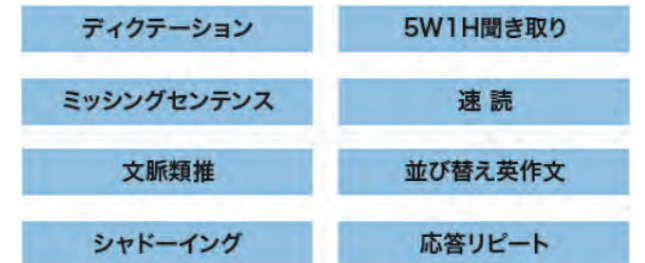 ディクテーション
5W1H聞き取り
ミッシングセンテンス
速 読
文脈類推
並び替え英作文
シャドーイング
応答リピート